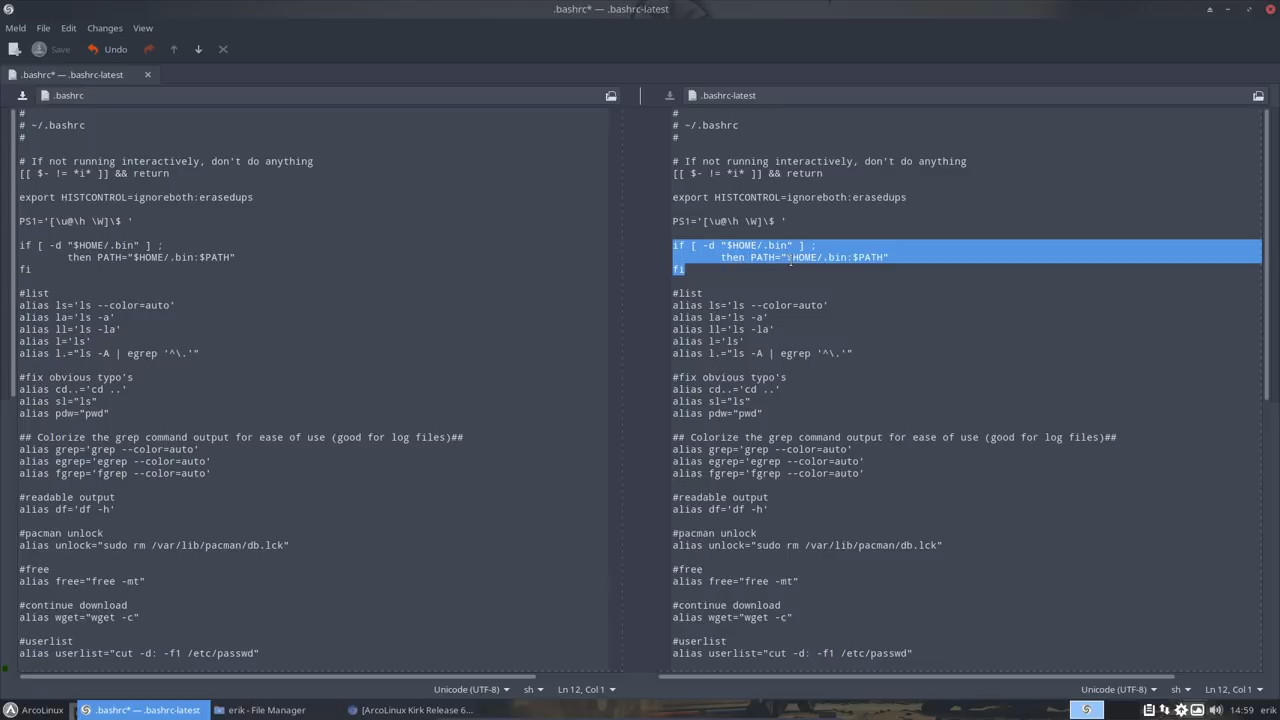 .bashrc* — .bashrc-latest
Meld File Edit Changes View
Save Undo
.bashrc* — .bashrc-latest
.bashrc
#
# ~/.bashrc
#
# If not running interactively, don't do anything
[[ $- != *i* ]] && return
export HISTCONTROL=ignoreboth:erasedups
PS1='[\u@\h \W]\$ '
if [ -d "$HOME/.bin" ] ;
then PATH="$HOME/.bin:$PATH"
fi
#list
alias ls='ls --color=auto'
alias la='ls -a'
alias ll='ls -la'
alias l='ls'
alias l.="ls -A | egrep '^\.'"
#fix obvious typo's
alias cd..='cd ..'
alias sl="ls"
alias pdw="pwd"
## Colorize the grep command output for ease of use (good for log files)##
alias grep='grep --color=auto'
alias egrep='egrep --color=auto'
alias fgrep='fgrep --color=auto'
#readable output
alias df='df -h'
#pacman unlock
alias unlock="sudo rm /var/lib/pacman/db.lck"
#free
alias free="free -mt"
#continue download
alias wget="wget -c"
#userlist
alias userlist="cut -d: -f1 /etc/passwd"
Unicode (UTF-8) sh Ln 12, Col 1
.bashrc-latest
#
# ~/.bashrc
#
# If not running interactively, don't do anything
[[ $- != *i* ]] && return
export HISTCONTROL=ignoreboth:erasedups
PS1='[\u@\h \W]\$ '
if [ -d "$HOME/.bin" ] ;
then PATH="$HOME/.bin:$PATH"
fi
#list
alias ls='ls --color=auto'
alias la='ls -a'
alias ll='ls -la'
alias l='ls'
alias l.="ls -A | egrep '^\.'"
#fix obvious typo's
alias cd..='cd ..'
alias sl="ls"
alias pdw="pwd"
## Colorize the grep command output for ease of use (good for log files)##
alias grep='grep --color=auto'
alias egrep='egrep --color=auto'
alias fgrep='fgrep --color=auto'
#readable output
alias df='df -h'
#pacman unlock
alias unlock="sudo rm /var/lib/pacman/db.lck"
#free
alias free="free -mt"
#continue download
alias wget="wget -c"
#userlist
alias userlist="cut -d: -f1 /etc/passwd"
Unicode (UTF-8) sh Ln 12, Col 1
ArcoLinux .bashrc* — .bashrc-latest erik - File Manager [ArcoLinux Kirk Release 6... 14:59 erik